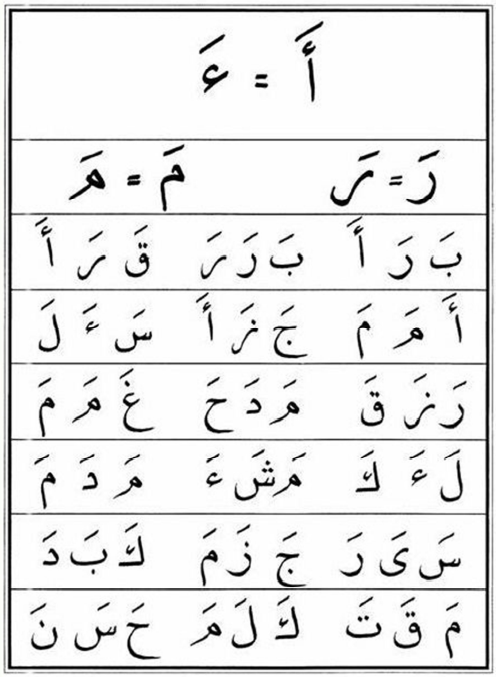 أَ = ءَ
رَ = رَ مَ = مَ
بَ رَ أَ بَ رَ رَ قَ رَ أَ
أَ مَ مَ جَ زَ أَ سَ ءَ لَ
رَ زَ قَ مَ دَ حَ غَ مَ مَ
لَ ءَ كَ مَ شَ ءَ مَ دَ مَ
سَ ىَ رَ جَ زَ مَ كَ بَ دَ
مَ قَ تَ كَ لَ مَ حَ سَ نَ